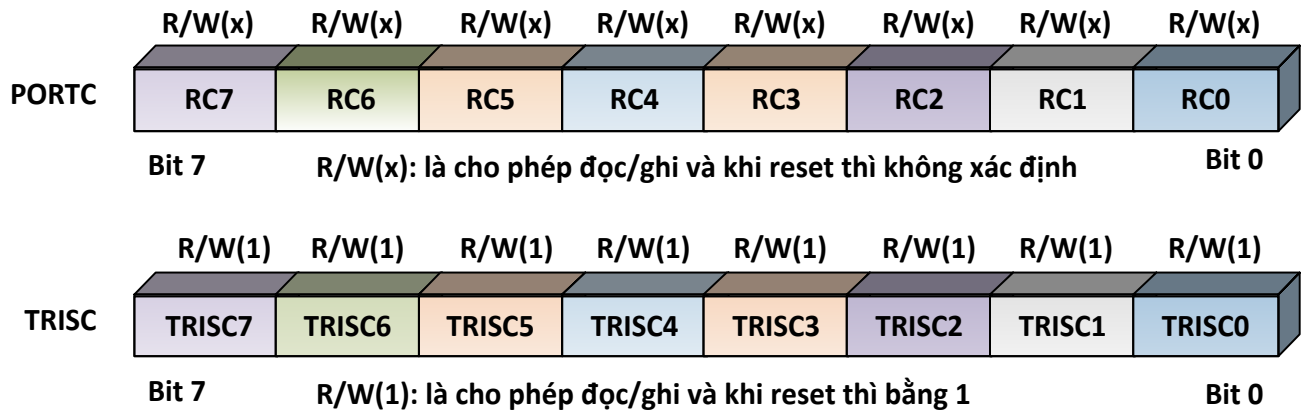 R/W(x) R/W(x) R/W(x) R/W(x) R/W(x) R/W(x) R/W(x) R/W(x)
PORTC RC7 RC6 RC5 RC4 RC3 RC2 RC1 RC0
Bit 7 R/W(x): là cho phép đọc/ghi và khi reset thì không xác định Bit 0
R/W(1) R/W(1) R/W(1) R/W(1) R/W(1) R/W(1) R/W(1) R/W(1)
TRISC TRISC7 TRISC6 TRISC5 TRISC4 TRISC3 TRISC2 TRISC1 TRISC0
Bit 7 R/W(1): là cho phép đọc/ghi và khi reset thì bằng 1 Bit 0